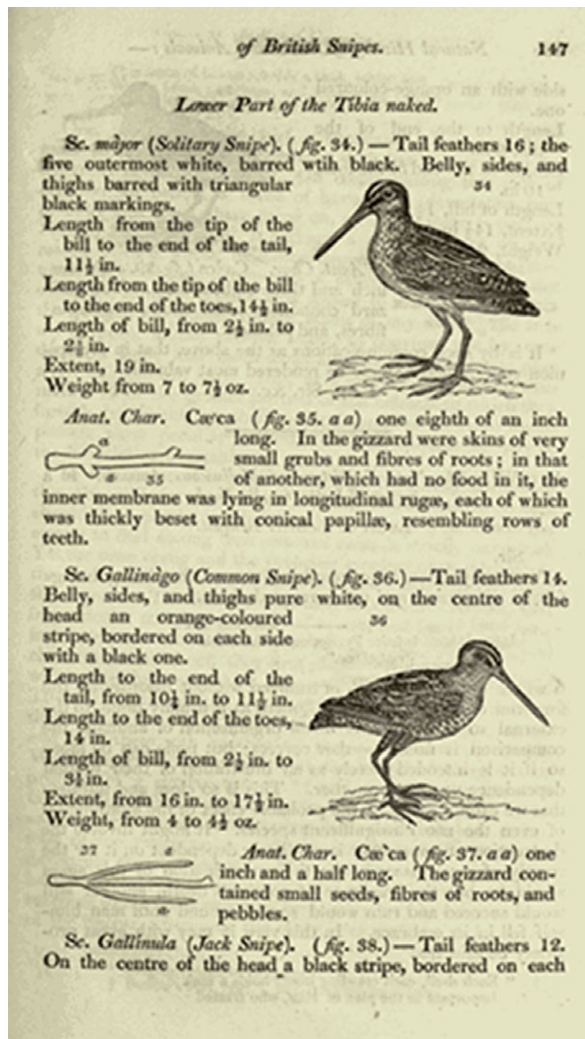 of British Snipes. 147
Lower Part of the Tibia naked.
Sc. màjor (Solitary Snipe). (fig. 34.) — Tail feathers 16; the
five outermost white, barred wtih black. Belly, sides, and
thighs barred with triangular
black markings.
34
Length from the tip of the
bill to the end of the tail,
11½ in.
Length from the tip of the bill
to the end of the toes, 14½ in.
Length of bill, from 2½ in. to
in.
Extent, 19 in.
Weight from 7 to 7½ oz.
Anat. Char. Cæ'ca (fig. 35. a a) one eighth of an inch
long. In the gizzard were skins of very
small grubs and fibres of roots; in that
of another, which had no food in it, the
a
a 35
inner membrane was lying in longitudinal rugæ, each of which
was thickly beset with conical papillæ, resembling rows of
teeth.
Sc. Gallinàgo (Common Snipe). (fig. 36.)—Tail feathers 14.
Belly, sides, and thighs pure white, on the centre of the
head an orange-coloured
stripe, bordered on each side
with a black one.
36
Length to the end of the
tail, from 10¼ in. to 11½ in.
Length to the end of the toes,
14 in.
Length of bill, from 2½ in. to
in.
Extent, from 16 in. to 17½ in.
Weight, from 4 to 4½ oz.
37 a
a
Anat. Char. Cæ'ca (fig. 37. a a) one
inch and a half long. The gizzard con-
tained small seeds, fibres of roots, and
pebbles.
Sc. Gallínula (Jack Snipe). (fig. 38.)—Tail feathers 12.
On the centre of the head a black stripe, bordered on each